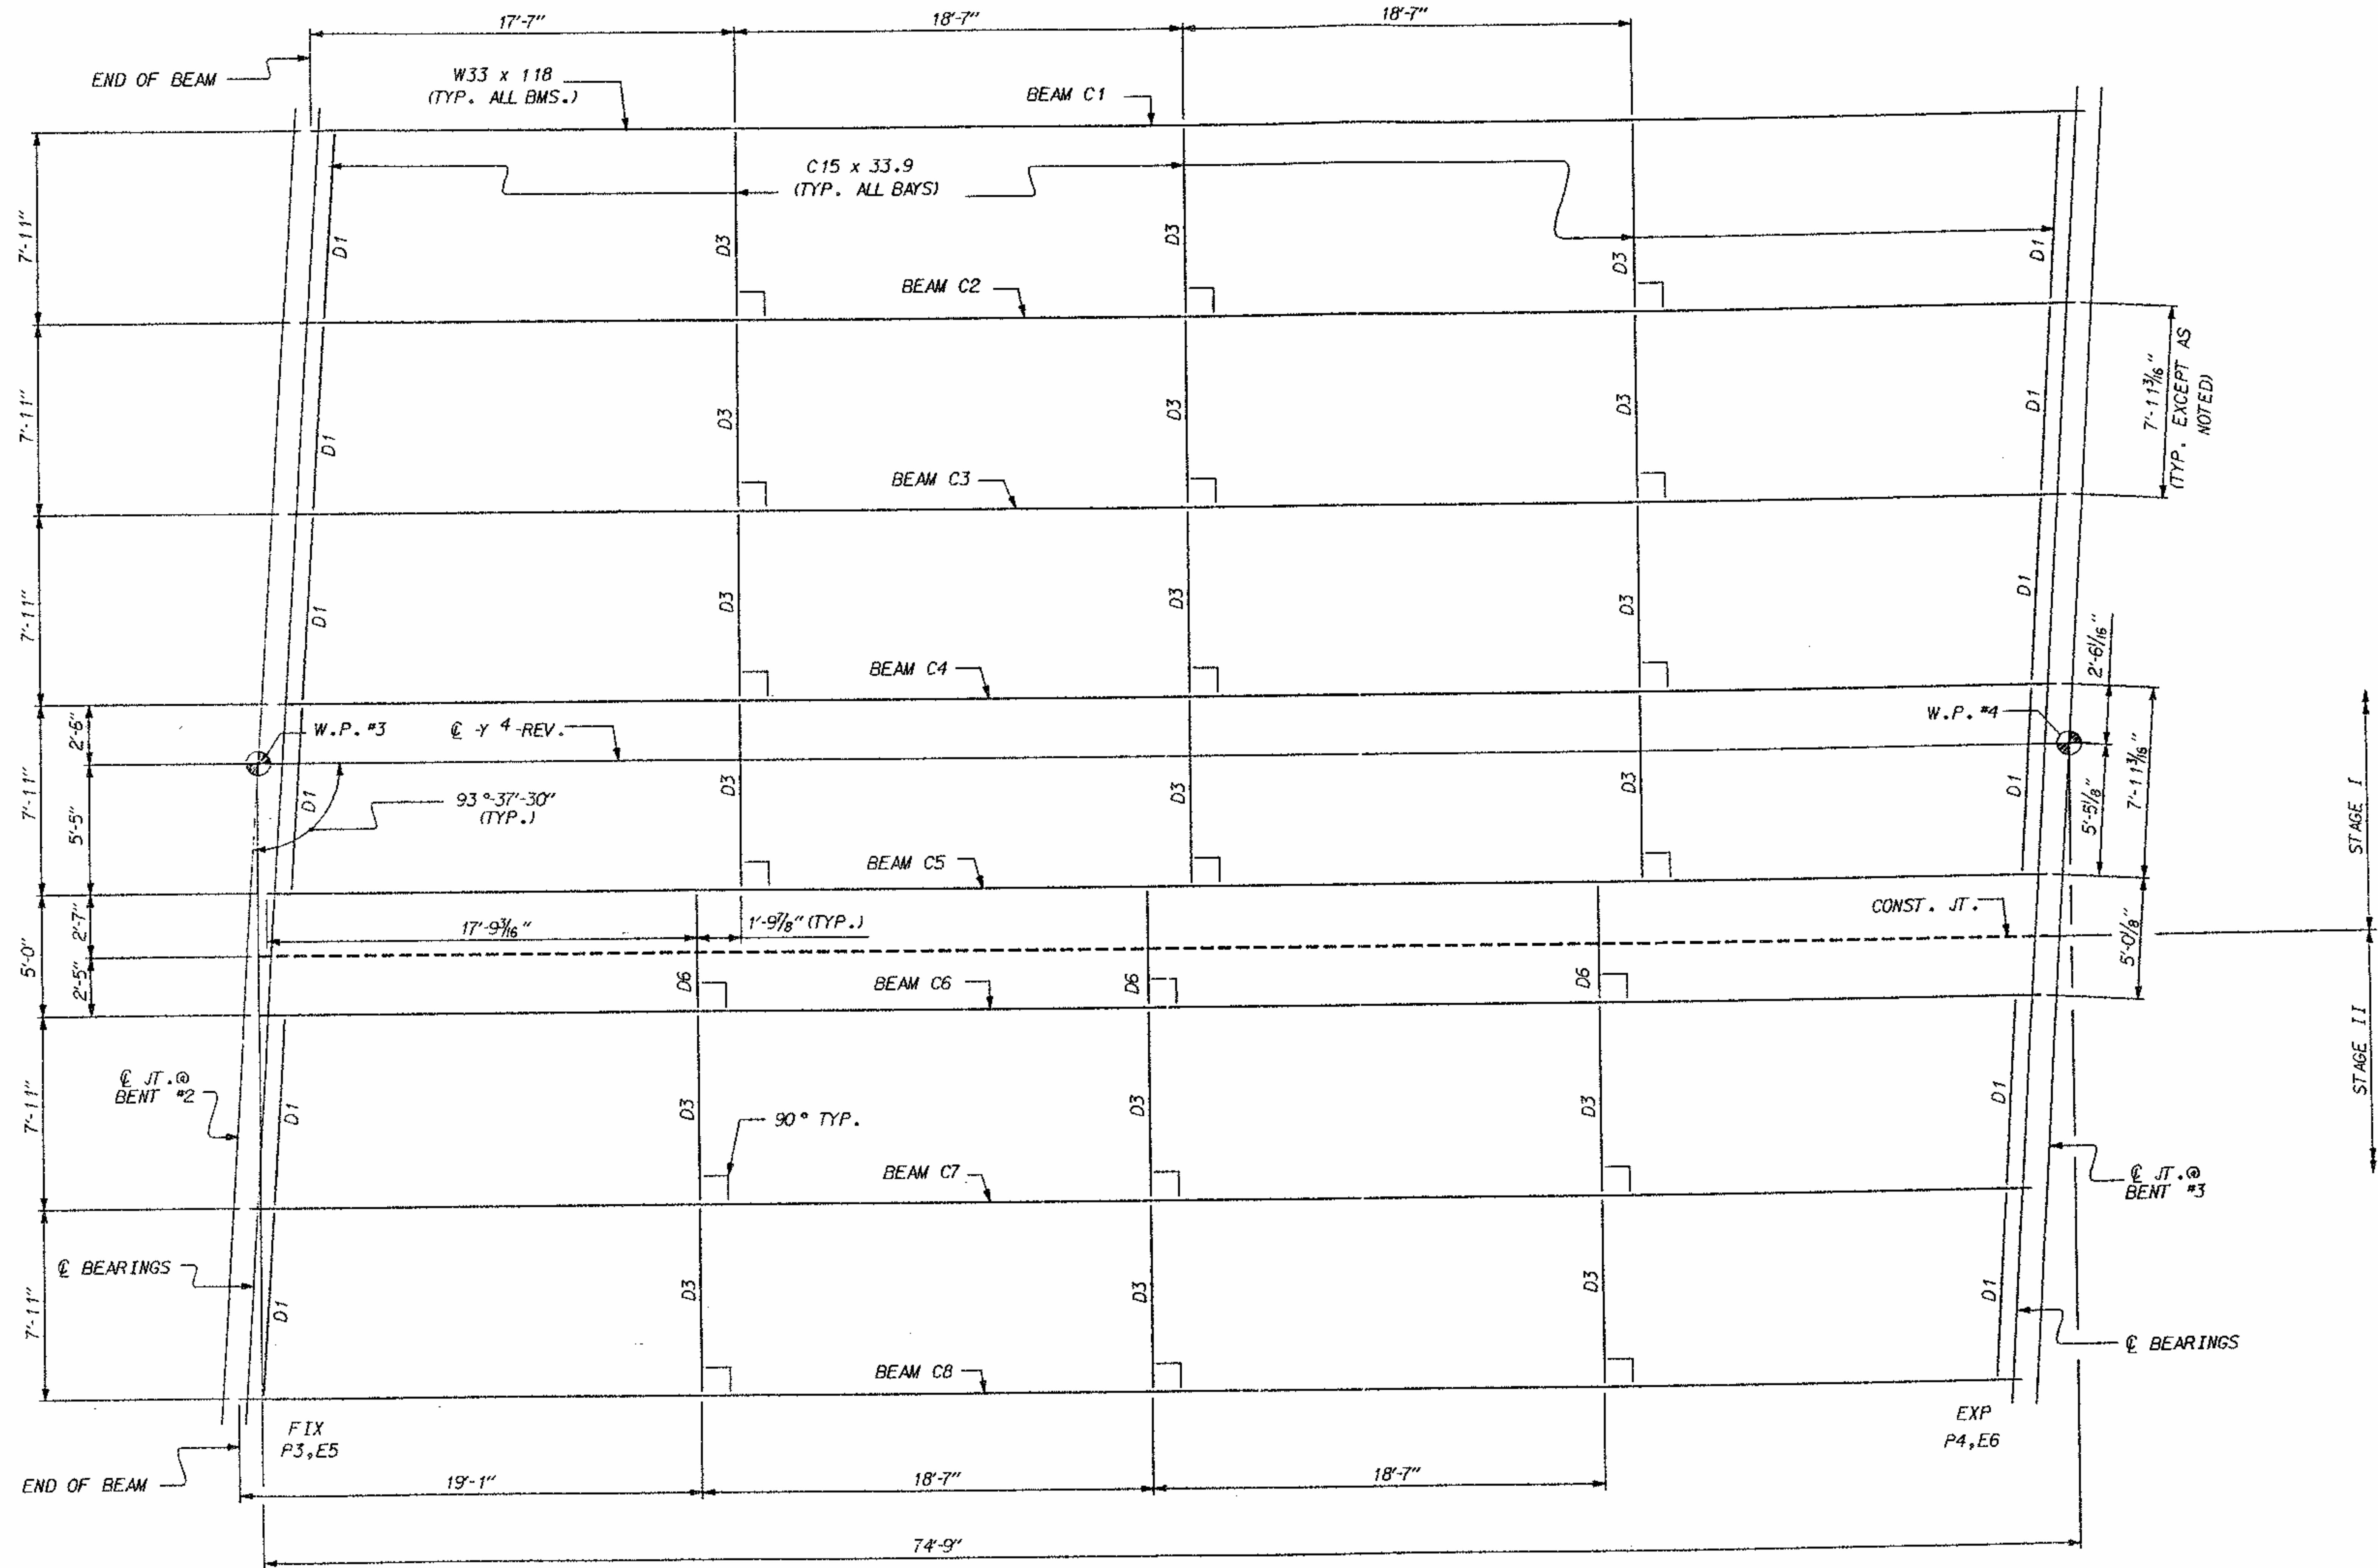 17'-7"
18'-7"
18'-7"
END OF BEAM
W33 x 118
(TYP. ALL BMS.)
BEAM C1
C15 x 33.9
(TYP. ALL BAYS)
7'-11"
D1
D3
D3
D3
D1
BEAM C2
7'-11"
D1
D3
D3
D3
D1
7'-11 3/16"
(TYP. EXCEPT AS
NOTED)
BEAM C3
7'-11"
D1
D3
D3
D3
D1
BEAM C4
2'-6 1/16"
7'-11"
2'-6"
W.P. #3
℄ -Y 4 -REV.
W.P. #4
5'-5"
D1
93°-37'-30"
(TYP.)
D3
D3
D3
D1
5'-5 1/8"
7'-11 3/16"
STAGE I
BEAM C5
5'-0"
2'-7"
17'-9 3/16"
1'-9 7/8" (TYP.)
CONST. JT.
5'-0 1/8"
2'-5"
D6
BEAM C6
D6
D6
℄ JT. @
BENT #2
7'-11"
D1
D3
90° TYP.
D3
D3
D1
STAGE II
BEAM C7
℄ JT. @
BENT #3
℄ BEARINGS
7'-11"
D1
D3
D3
D3
D1
℄ BEARINGS
BEAM C8
FIX
P3,E5
EXP
P4,E6
END OF BEAM
19'-1"
18'-7"
18'-7"
74'-9"